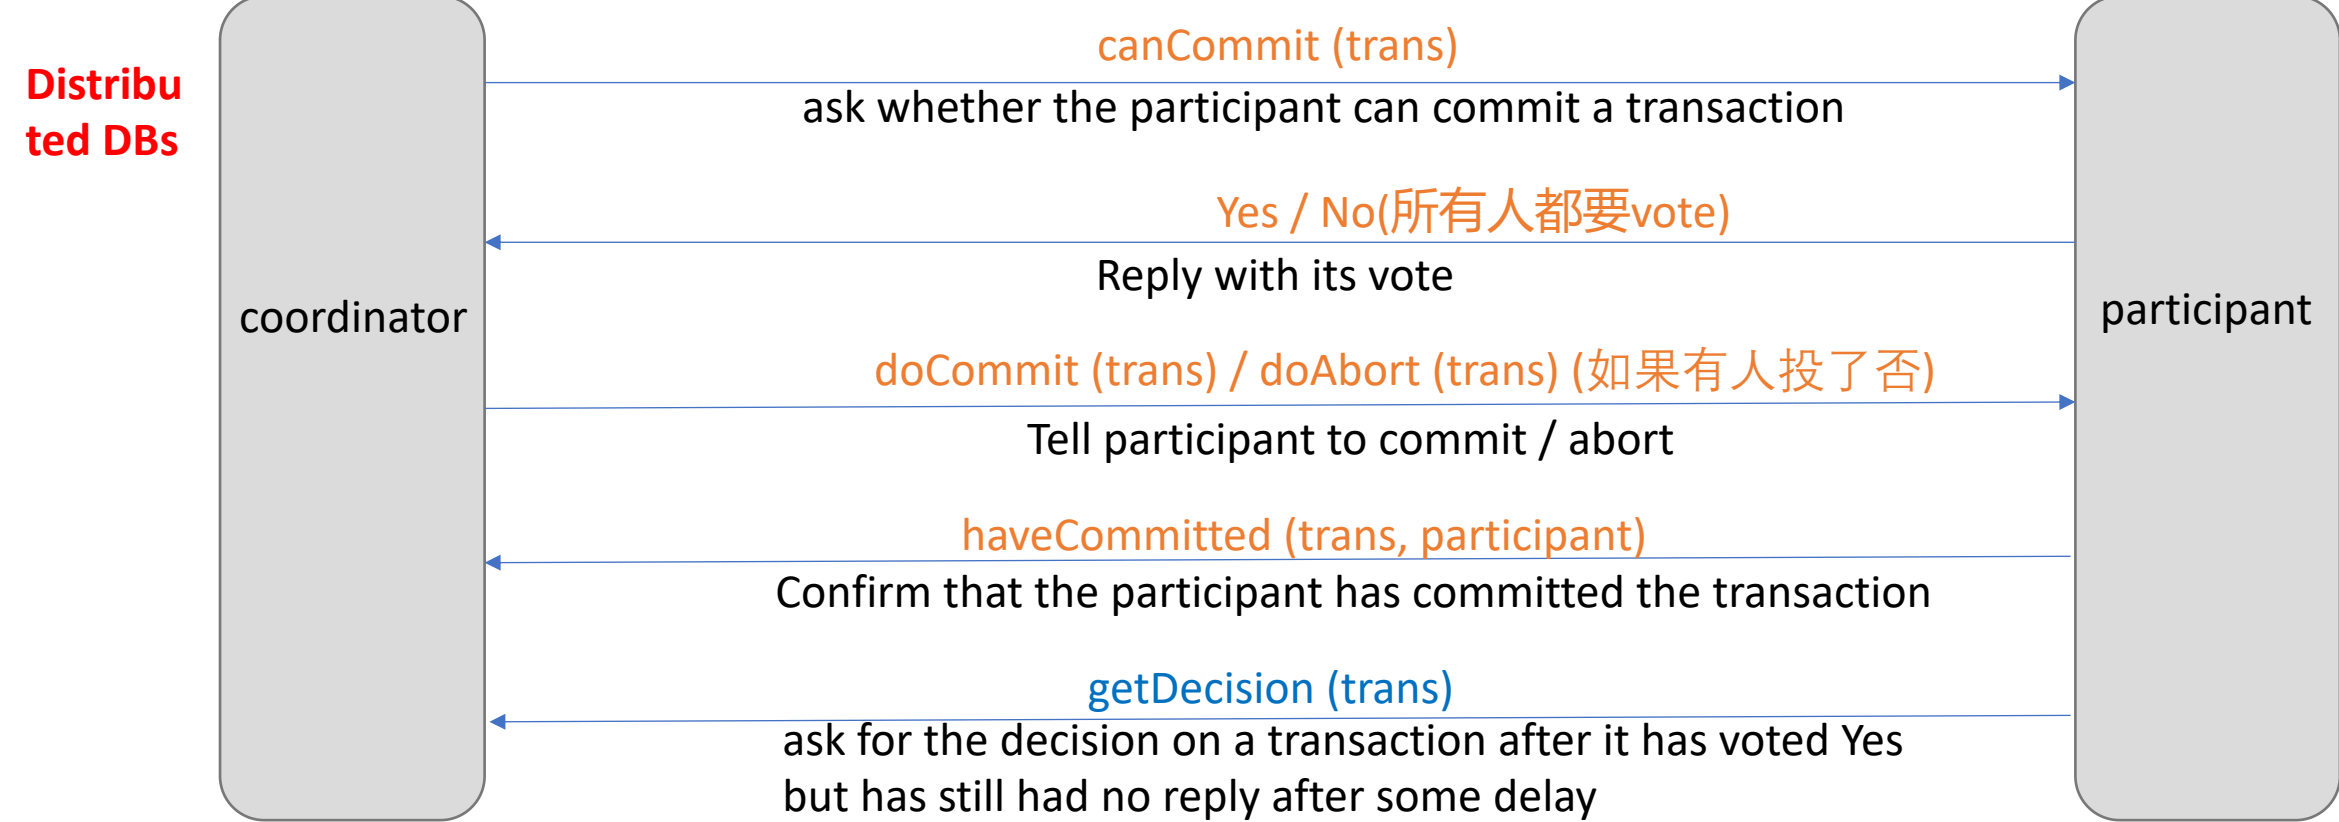 Distribu
ted DBs
coordinator
participant
canCommit (trans)
ask whether the participant can commit a transaction
Yes / No(所有人都要vote)
Reply with its vote
doCommit (trans) / doAbort (trans) (如果有人投了否)
Tell participant to commit / abort
haveCommitted (trans, participant)
Confirm that the participant has committed the transaction
getDecision (trans)
ask for the decision on a transaction after it has voted Yes
but has still had no reply after some delay